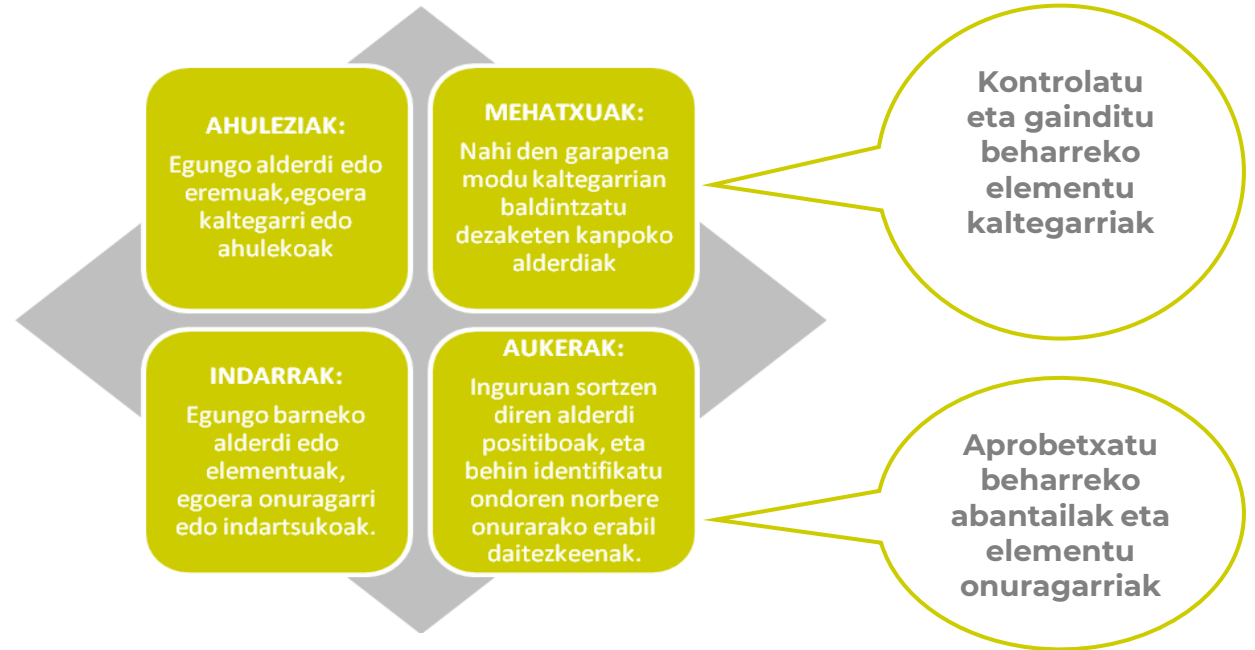 AHULEZIAK:
Egungo alderdi edo
eremuak,egoera
kaltegarri edo
ahulekoak
MEHATXUAK:
Nahi den garapena
modu kaltegarrian
baldintzatu
dezaketen kanpoko
alderdiak
Kontrolatu
eta gainditu
beharreko
elementu
kaltegarriak
INDARRAK:
Egungo barneko
alderdi edo
elementuak,
egoera onuragarri
edo indartsukoak.
AUKERAK:
Inguruan sortzen
diren alderdi
positiboak, eta
behin identifikatu
ondoren norbere
onurarako erabil
daitezkeenak.
Aprobetxatu
beharreko
abantailak eta
elementu
onuragarriak